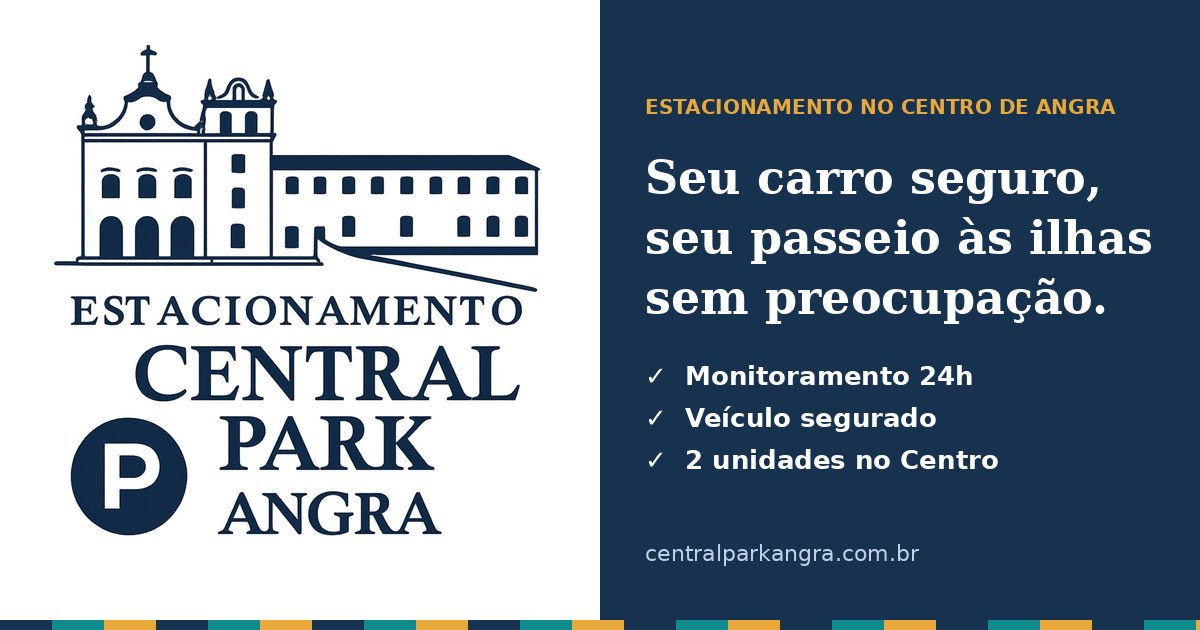 ESTACIONAMENTO
CENTRAL
PARK
P
ANGRA
ESTACIONAMENTO NO CENTRO DE ANGRA
Seu carro seguro,
seu passeio às ilhas
sem preocupação.
✓ Monitoramento 24h
✓ Veículo segurado
✓ 2 unidades no Centro
centralparkangra.com.br